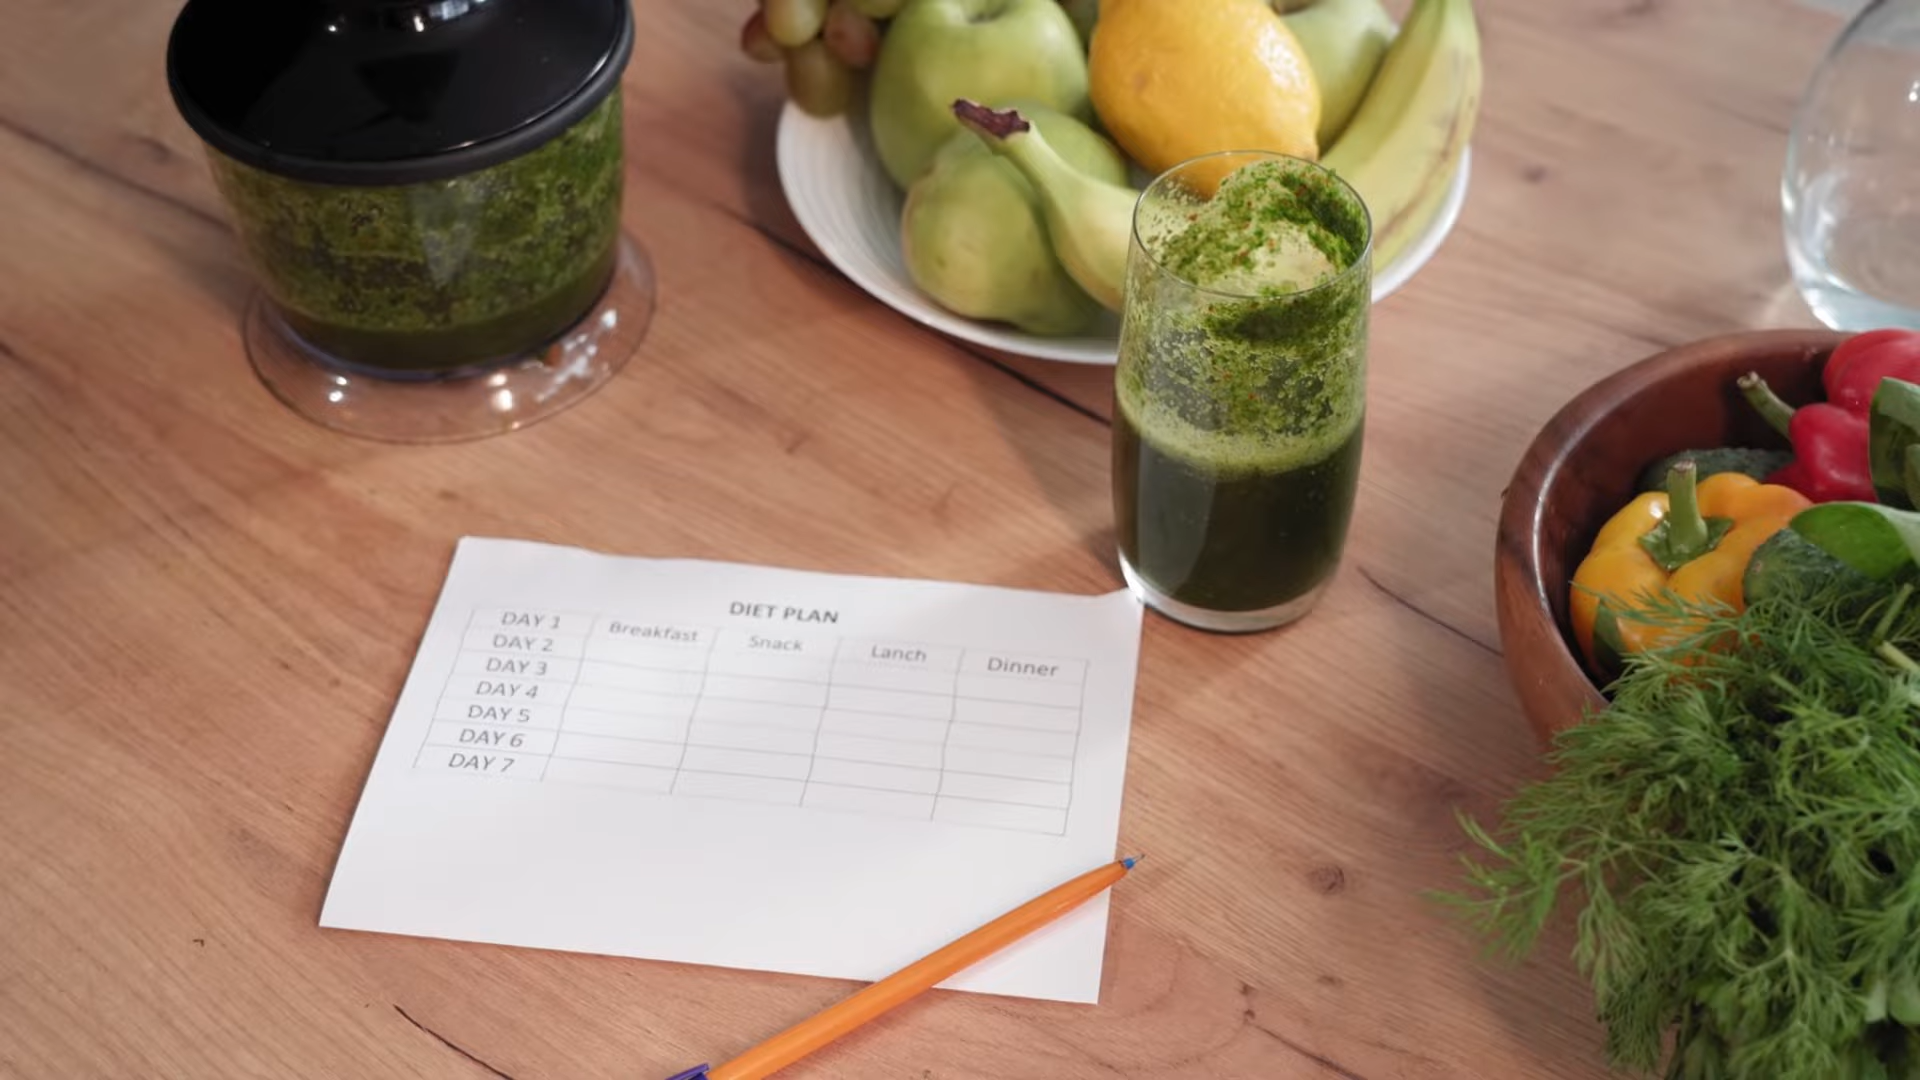 DIET PLAN
DAY 1 Breakfast Snack Lanch Dinner
DAY 2
DAY 3
DAY 4
DAY 5
DAY 6
DAY 7